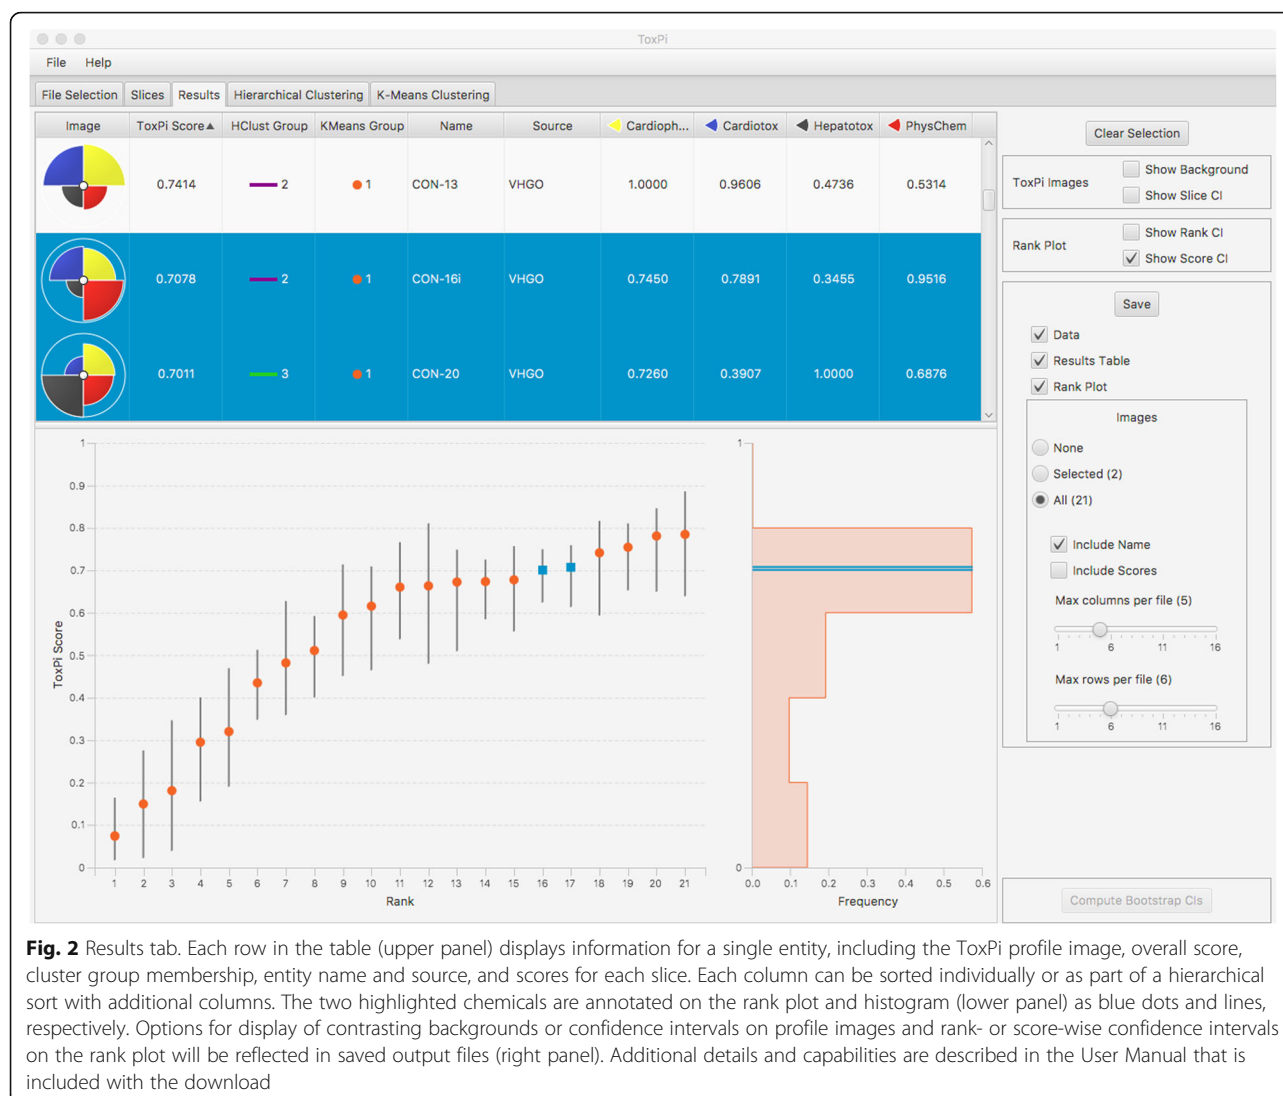 ToxPi
File Help
File Selection Slices Results Hierarchical Clustering K-Means Clustering
Image ToxPi Score▲ HClust Group KMeans Group Name Source Cardioph... Cardiotox Hepatotox PhysChem
0.7414 2 1 CON-13 VHGO 1.0000 0.9606 0.4736 0.5314
0.7078 2 1 CON-16i VHGO 0.7450 0.7891 0.3455 0.9516
0.7011 3 1 CON-20 VHGO 0.7260 0.3907 1.0000 0.6876
Clear Selection
ToxPi Images
Show Background
Show Slice CI
Rank Plot
Show Rank CI
Show Score CI
Save
Data
Results Table
Rank Plot
Images
None
Selected (2)
All (21)
Include Name
Include Scores
Max columns per file (5)
1 6 11 16
Max rows per file (6)
1 6 11 16
Compute Bootstrap CIs
ToxPi Score
1
0.9
0.8
0.7
0.6
0.5
0.4
0.3
0.2
0.1
0
1 2 3 4 5 6 7 8 9 10 11 12 13 14 15 16 17 18 19 20 21
Rank
1
0
0.0 0.1 0.2 0.3 0.4 0.5 0.6
Frequency
Fig. 2 Results tab. Each row in the table (upper panel) displays information for a single entity, including the ToxPi profile image, overall score,
cluster group membership, entity name and source, and scores for each slice. Each column can be sorted individually or as part of a hierarchical
sort with additional columns. The two highlighted chemicals are annotated on the rank plot and histogram (lower panel) as blue dots and lines,
respectively. Options for display of contrasting backgrounds or confidence intervals on profile images and rank- or score-wise confidence intervals
on the rank plot will be reflected in saved output files (right panel). Additional details and capabilities are described in the User Manual that is
included with the download